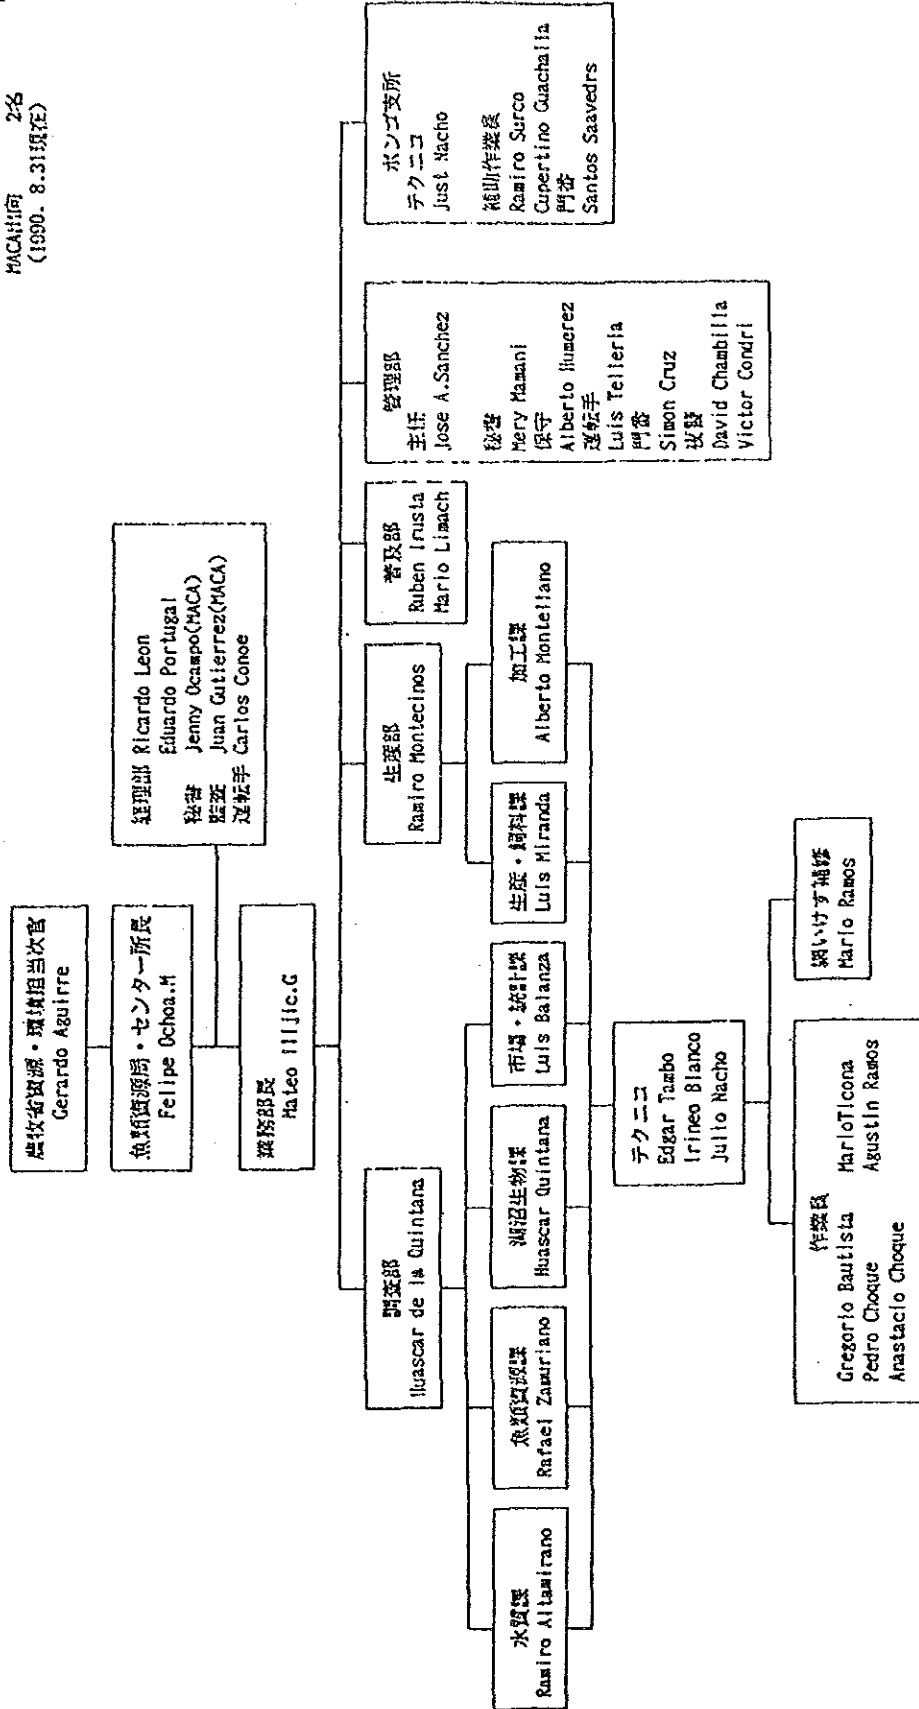 MACA出向　2名
(1990. 8.31現在)
農牧省資源・環境担当次官
Gerardo Aguirre
魚類資源局・センター所長
Felipe Ochoa.M
経理部 Ricardo Leon
Eduardo Portugal
秘書 Jenny Ocampo(MACA)
監査 Juan Gutierrez(MACA)
運転手 Carlos Conoe
業務部長
Mateo
調査部
Huascar de la Quintana
生産部
Ramiro Montecinos
普及部
Ruben Irusta
Mario Limach
管理部
主任
Jose A.Sanchez
秘書
Mery Mamani
保守
Alberto Humerez
運転手
Luis Telleria
門番
Simon Cruz
夜警
David Chambilla
Victor Condri
ポンゴ支所
テクニコ
Just Nacho
補助作業員
Ramiro Surco
Cupertino Guachalla
門番
Santos Saavedrs
水質課
Ramiro Altamirano
魚類資源課
Rafael Zamuriano
湖沼生物課
Huascar Quintana
市場・統計課
Luis Balanza
生産・飼料課
Luis Miranda
加工課
Alberto Montellano
テクニコ
Edgar Tambo
Irineo Blanco
Julio Nacho
作業員
Gregorio Bautista MarioTicona
Pedro Choque Agustin Ramos
Anastacio Choque
網いけす補修
Mario Ramos